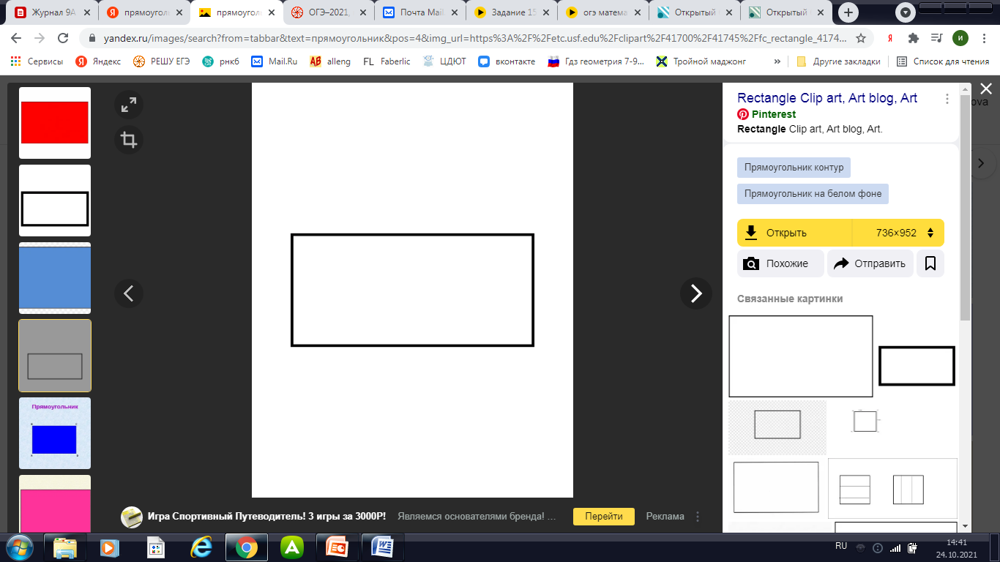 Журнал 9А
прямоуголь
прямоугол
ОГЭ–2021,
Почта Mail
Задание 15
огэ матема
Открытый
Открытый
yandex.ru/images/search?from=tabbar&text=прямоугольник&pos=4&img_url=https%3A%2F%2Fetc.usf.edu%2Fclipart%2F41700%2F41745%2Ffc_rectangle_4174...
Я
и
Сервисы
Яндекс
РЕШУ ЕГЭ
рнкб
Mail.Ru
АВ alleng
FL Faberlic
ЦДЮТ
вконтакте
Гдз геометрия 7-9...
Тройной маджонг
»
Другие закладки
Список для чтения
ova
Прямоугольник
Rectangle Clip art, Art blog, Art
Pinterest
Rectangle Clip art, Art blog, Art.
Прямоугольник контур
Прямоугольник на белом фоне
Открыть 736×952
Похожие Отправить
Связанные картинки
Игра Спортивный Путеводитель! 3 игры за 3000Р! Являемся основателями бренда! ... Перейти Реклама
RU
14:41
24.10.2021